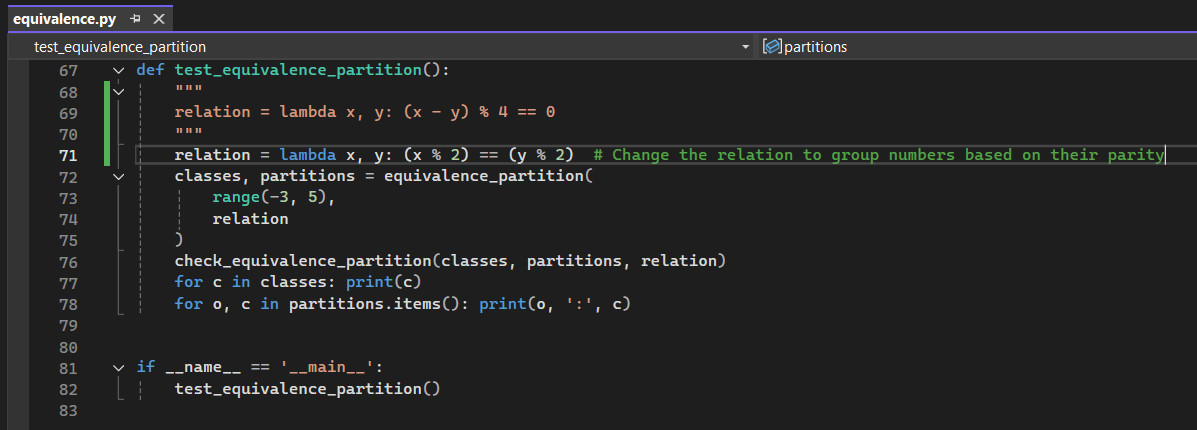 equivalence.py
test_equivalence_partition partitions
67 def test_equivalence_partition():
68 """
69 relation = lambda x, y: (x - y) % 4 == 0
70 """
71 relation = lambda x, y: (x % 2) == (y % 2)  # Change the relation to group numbers based on their parity
72 classes, partitions = equivalence_partition(
73 range(-3, 5),
74 relation
75 )
76 check_equivalence_partition(classes, partitions, relation)
77 for c in classes: print(c)
78 for o, c in partitions.items(): print(o, ':', c)
79
80
81 if __name__ == '__main__':
82 test_equivalence_partition()
83